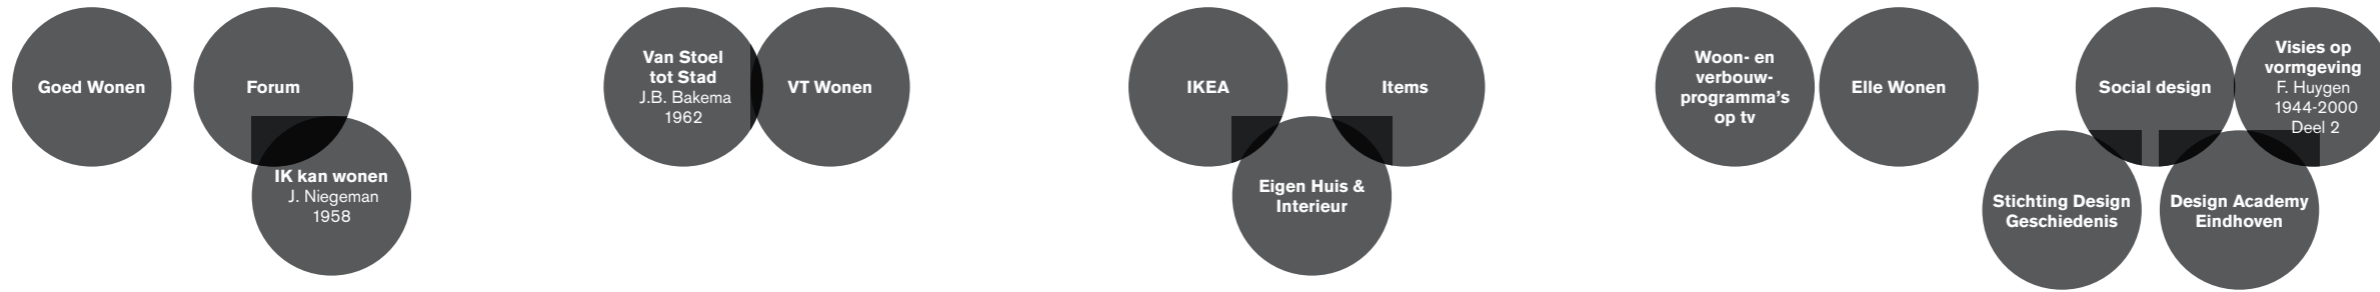 Goed Wonen
Forum
IK kan wonen
J. Niegeman
1958
Van Stoel
tot Stad
J.B. Bakema
1962
VT Wonen
IKEA
Items
Eigen Huis &
Interieur
Woon- en
verbouw-
programma’s
op tv
Elle Wonen
Social design
Visies op
vormgeving
F. Huygen
1944-2000
Deel 2
Stichting Design
Geschiedenis
Design Academy
Eindhoven